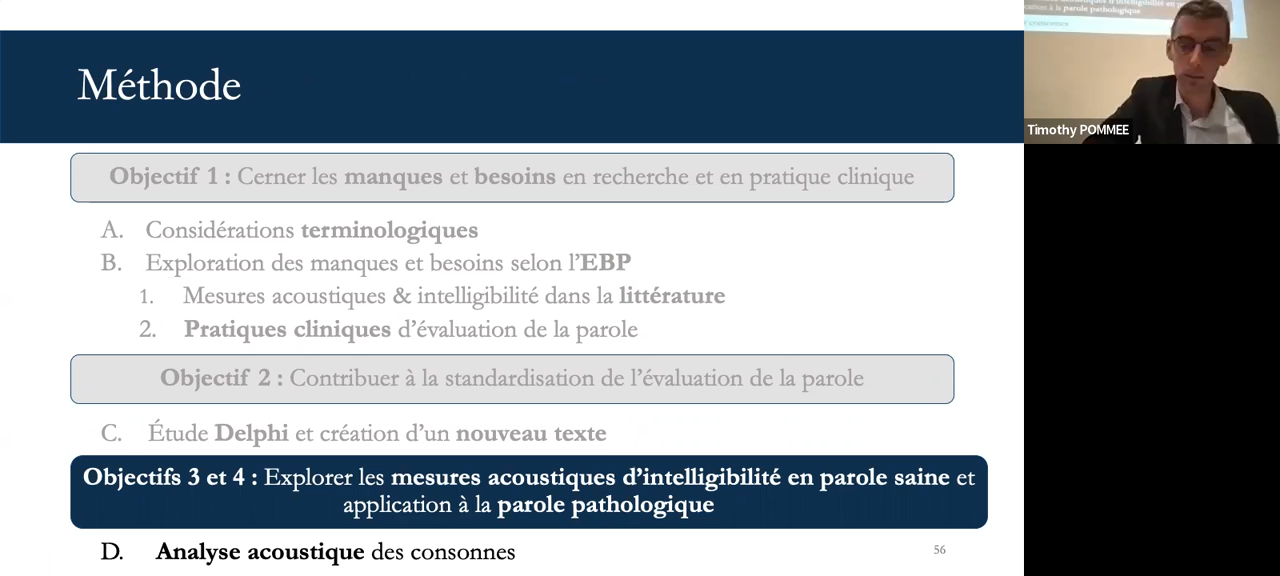 Méthode
Objectif 1 : Cerner les manques et besoins en recherche et en pratique clinique
A. Considérations terminologiques
B. Exploration des manques et besoins selon l’EBP
1. Mesures acoustiques & intelligibilité dans la littérature
2. Pratiques cliniques d’évaluation de la parole
Objectif 2 : Contribuer à la standardisation de l’évaluation de la parole
C. Étude Delphi et création d’un nouveau texte
Objectifs 3 et 4 : Explorer les mesures acoustiques d’intelligibilité en parole saine et
application à la parole pathologique
D. Analyse acoustique des consonnes
56
Timothy POMMEE